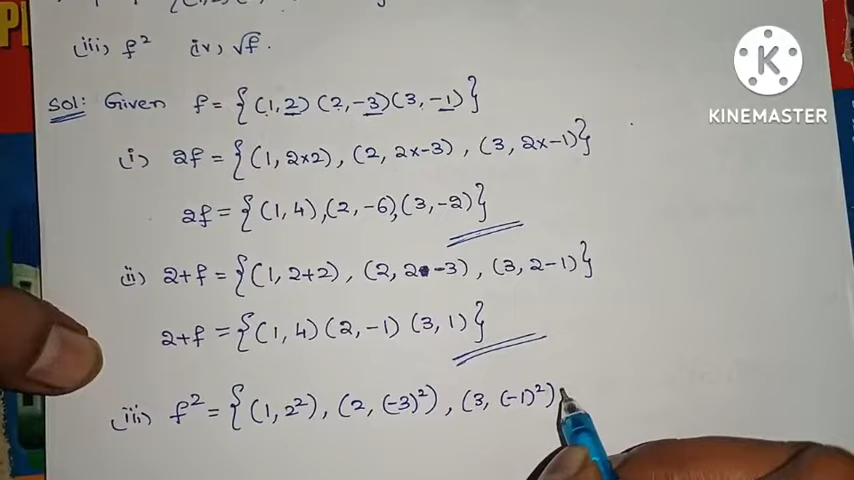 (iii) f² (iv) √f.
Sol: Given f = {(1, 2) (2, -3)(3, -1)}
(i) 2f = {(1, 2×2), (2, 2×-3), (3, 2×-1)}
2f = {(1, 4), (2, -6), (3, -2)}
(ii) 2+f = {(1, 2+2), (2, 2-3), (3, 2-1)}
2+f = {(1, 4) (2, -1) (3, 1)}
(iii) f² = {(1, 2²), (2, (-3)²), (3, (-1)²)
K
KINEMASTER